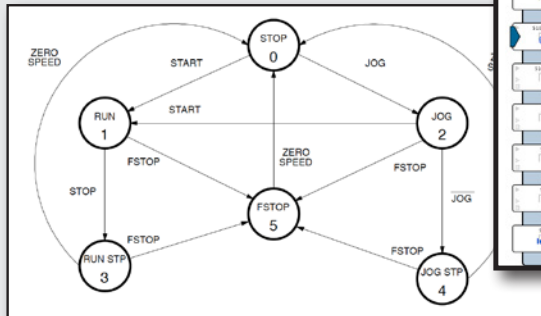 STOP
0
ZERO
SPEED
START
JOG
START
RUN
1
JOG
2
FSTOP
ZERO
SPEED
FSTOP
STOP
JOG
FSTOP
5
FSTOP
FSTOP
RUN STP
3
JOG STP
4